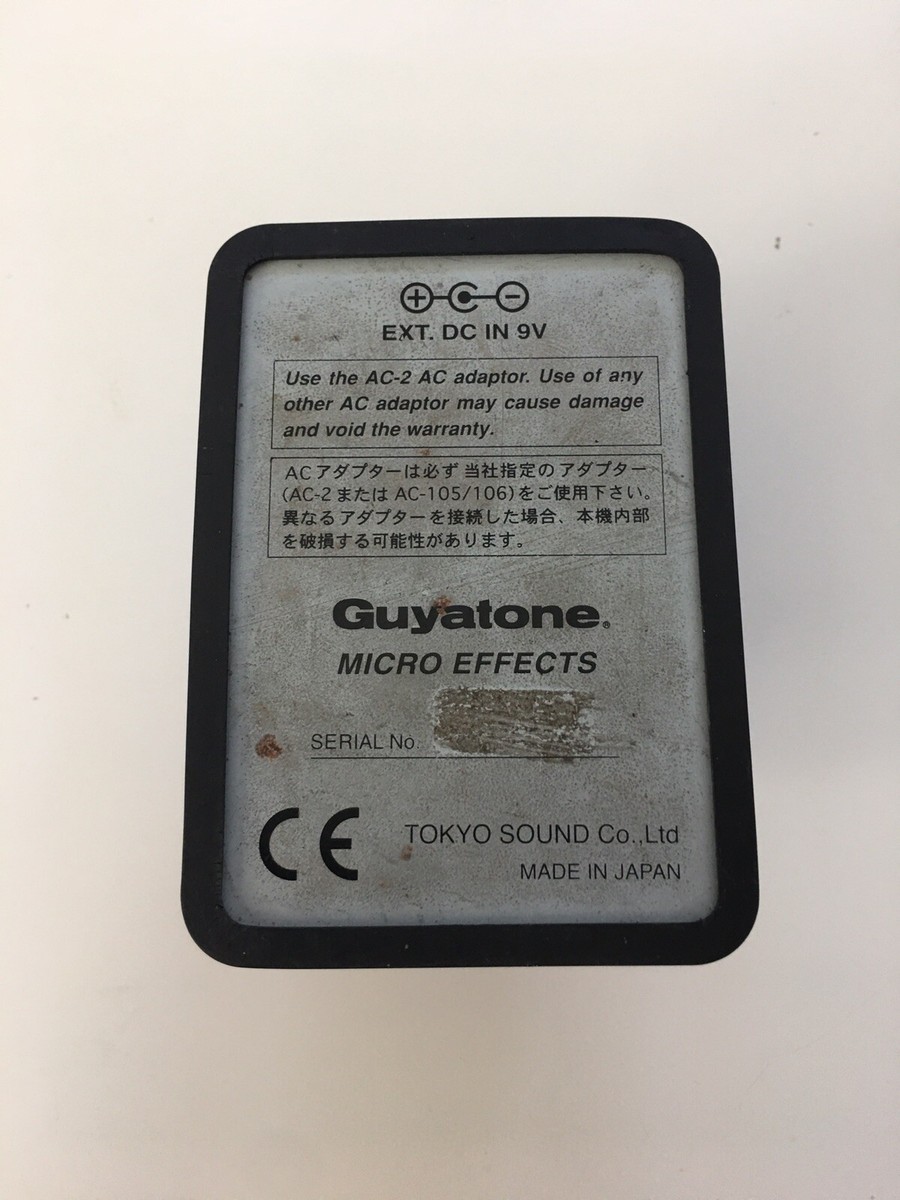 EXT. DC IN 9V
Use the AC-2 AC adaptor. Use of any
other AC adaptor may cause damage
and void the warranty.
ACアダプターは必ず当社指定のアダプター
(AC-2またはAC-105/106)をご使用下さい。
異なるアダプターを接続した場合、本機内部
を破損する可能性があります。
Guyatone®
MICRO EFFECTS
SERIAL No.
CE
TOKYO SOUND Co.,Ltd
MADE IN JAPAN